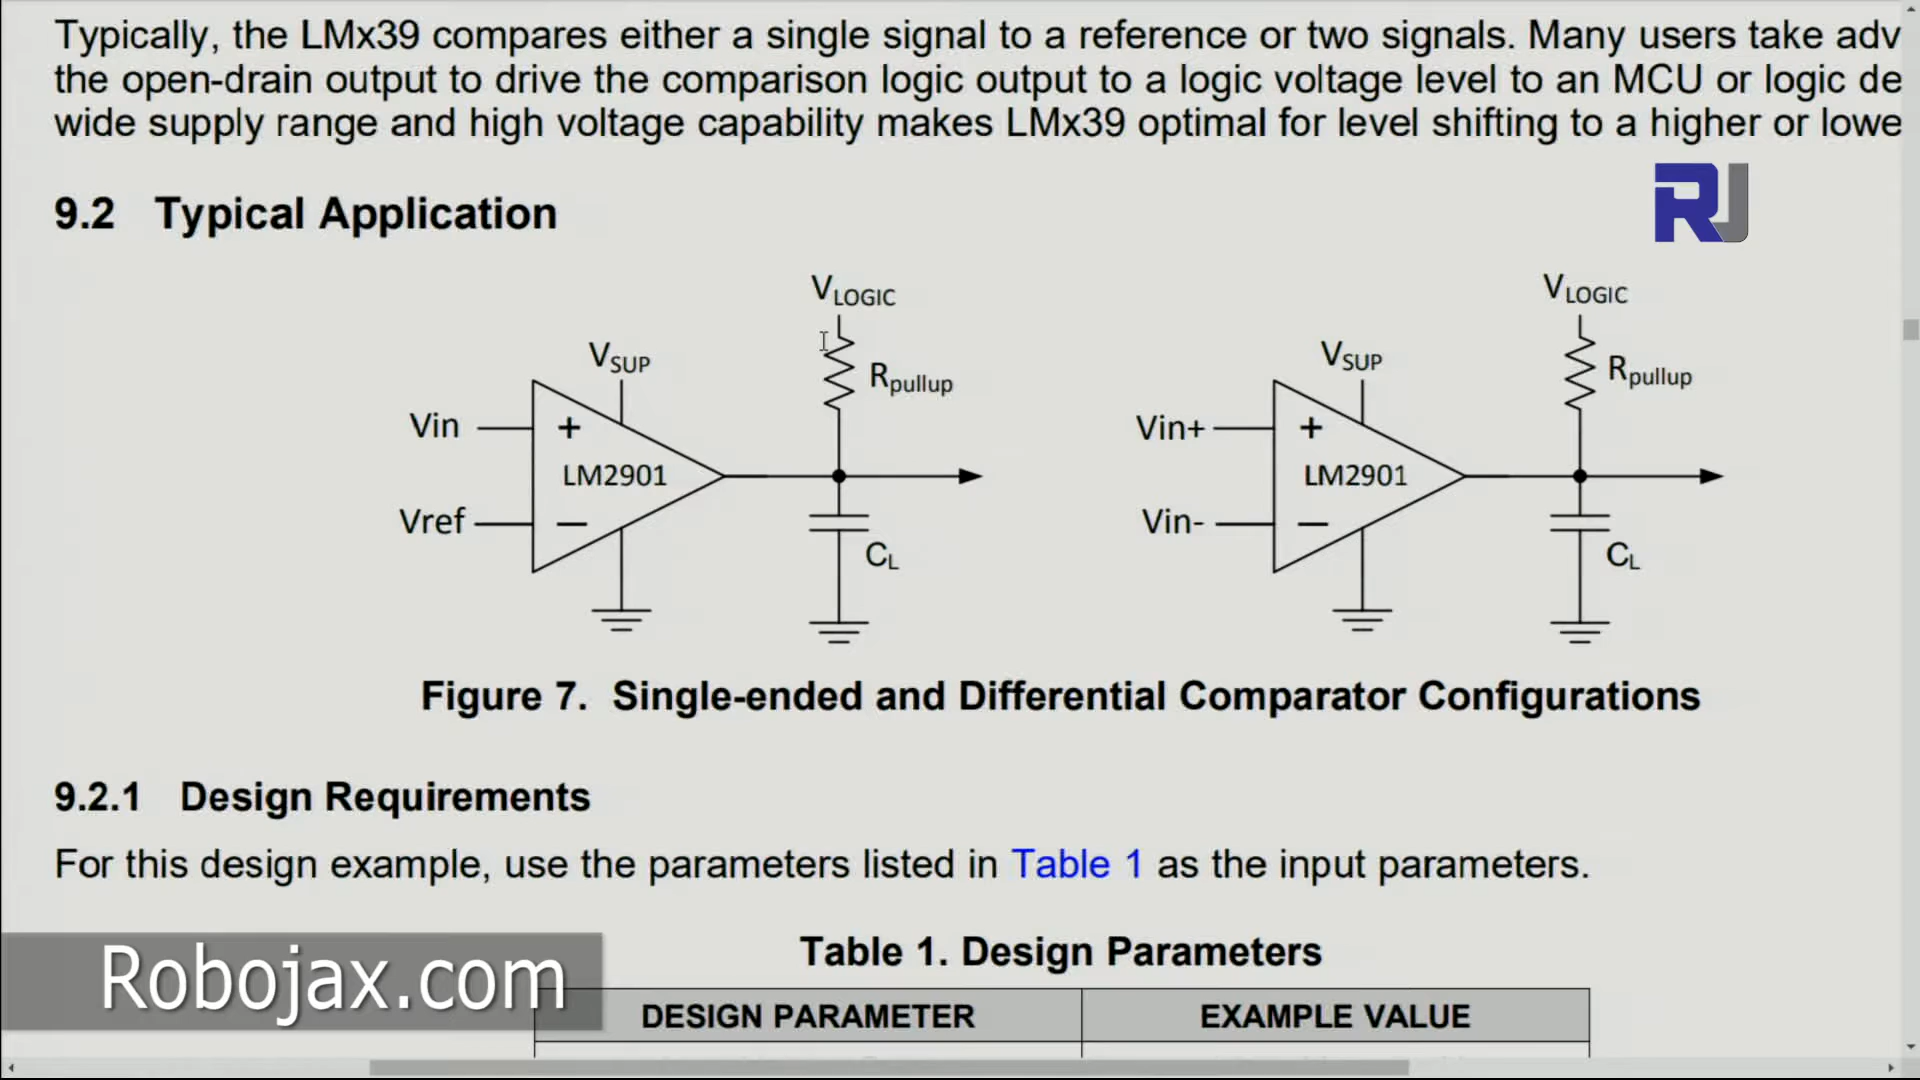 Typically, the LMx39 compares either a single signal to a reference or two signals. Many users take adv
the open-drain output to drive the comparison logic output to a logic voltage level to an MCU or logic de
wide supply range and high voltage capability makes LMx39 optimal for level shifting to a higher or lowe
RJ
9.2 Typical Application
VLOGIC
VSUP
Rpullup
Vin
+
LM2901
Vref
−
CL
VLOGIC
VSUP
Rpullup
Vin+
+
LM2901
Vin-
−
CL
Figure 7. Single-ended and Differential Comparator Configurations
9.2.1 Design Requirements
For this design example, use the parameters listed in Table 1 as the input parameters.
Table 1. Design Parameters
DESIGN PARAMETER EXAMPLE VALUE
Robojax.com